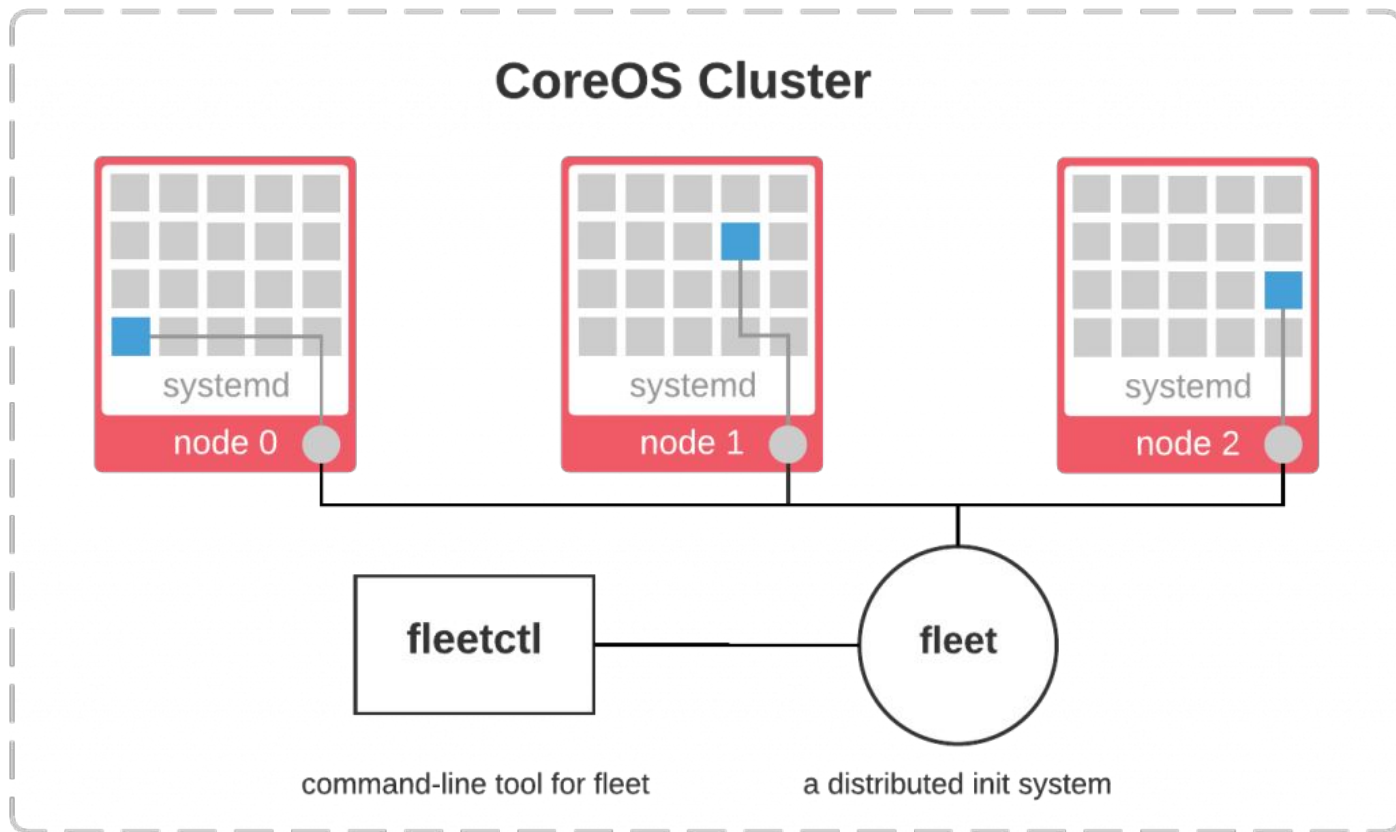 CoreOS Cluster
systemd
node 0
systemd
node 1
systemd
node 2
fleetctl
fleet
command-line tool for fleet
a distributed init system